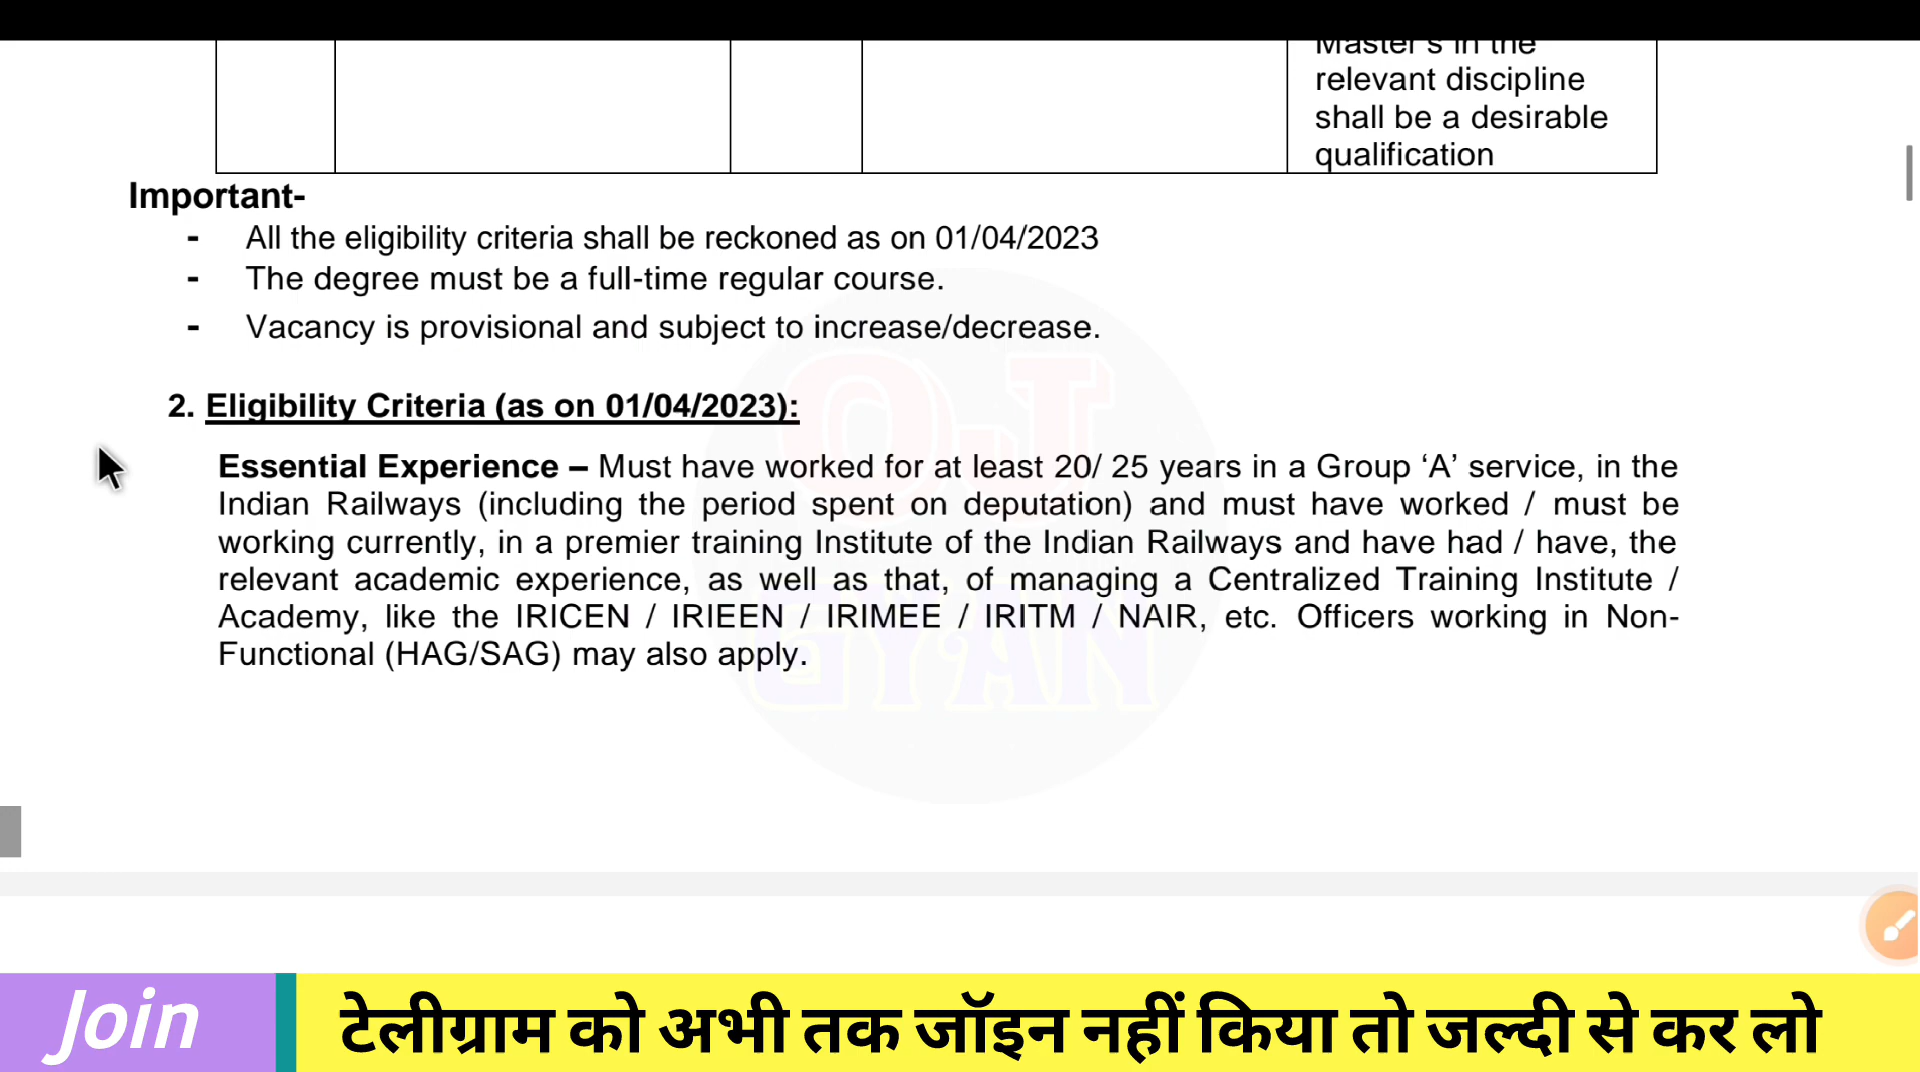 Master's in the
relevant discipline
shall be a desirable
qualification
Important-
- All the eligibility criteria shall be reckoned as on 01/04/2023
- The degree must be a full-time regular course.
- Vacancy is provisional and subject to increase/decrease.
2. Eligibility Criteria (as on 01/04/2023):
Essential Experience – Must have worked for at least 20/ 25 years in a Group ‘A’ service, in the
Indian Railways (including the period spent on deputation) and must have worked / must be
working currently, in a premier training Institute of the Indian Railways and have had / have, the
relevant academic experience, as well as that, of managing a Centralized Training Institute /
Academy, like the IRICEN / IRIEEN / IRIMEE / IRITM / NAIR, etc. Officers working in Non-
Functional (HAG/SAG) may also apply.
OJ
GYAN
Join
टेलीग्राम को अभी तक जॉइन नहीं किया तो जल्दी से कर लो